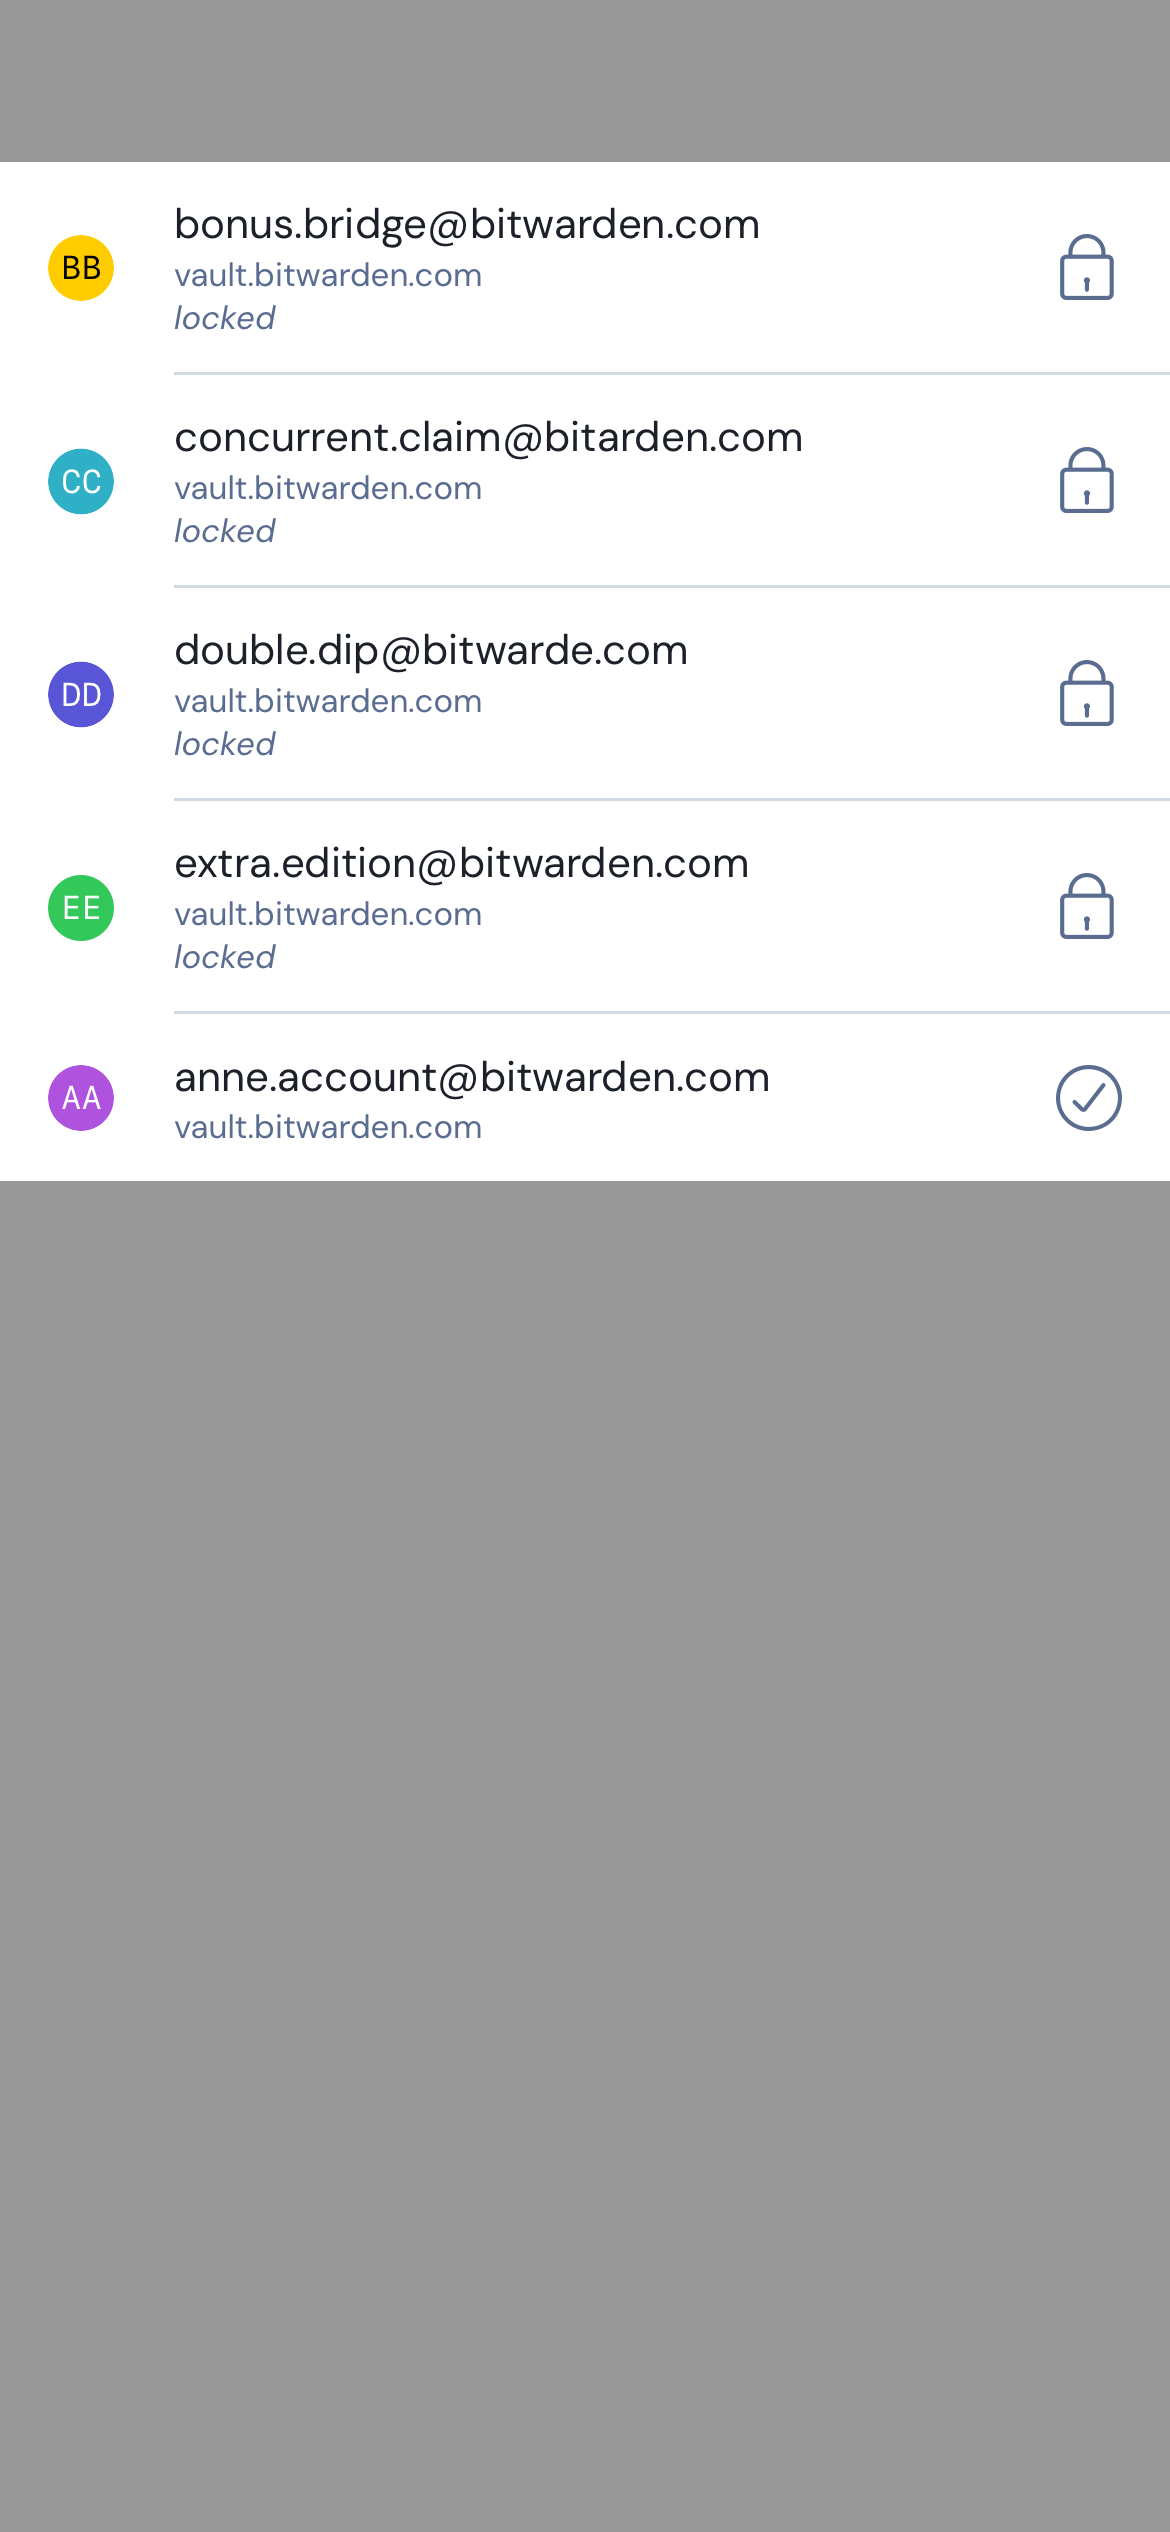 BB
bonus.bridge@bitwarden.com
vault.bitwarden.com
locked
CC
concurrent.claim@bitarden.com
vault.bitwarden.com
locked
DD
double.dip@bitwarde.com
vault.bitwarden.com
locked
EE
extra.edition@bitwarden.com
vault.bitwarden.com
locked
AA
anne.account@bitwarden.com
vault.bitwarden.com